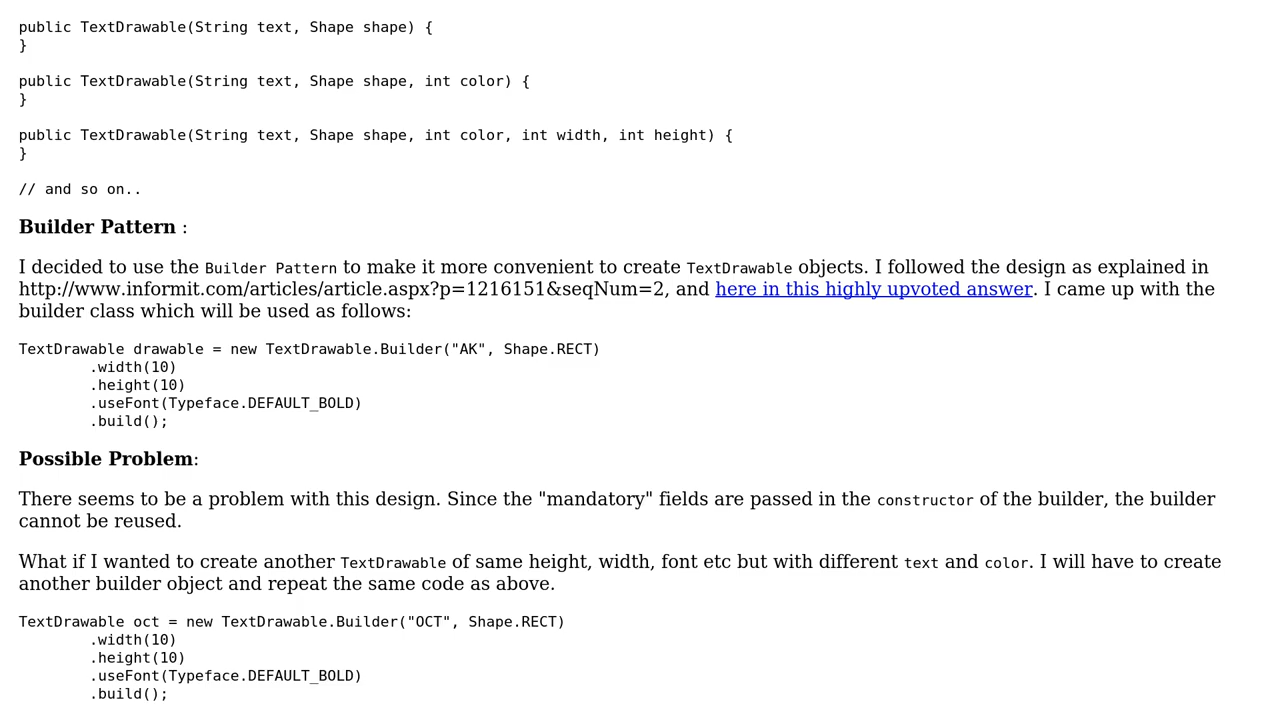 public TextDrawable(String text, Shape shape) {
}
public TextDrawable(String text, Shape shape, int color) {
}
public TextDrawable(String text, Shape shape, int color, int width, int height) {
}
// and so on..
Builder Pattern :
I decided to use the Builder Pattern to make it more convenient to create TextDrawable objects. I followed the design as explained in
http://www.informit.com/articles/article.aspx?p=1216151&seqNum=2, and here in this highly upvoted answer. I came up with the
builder class which will be used as follows:
TextDrawable drawable = new TextDrawable.Builder("AK", Shape.RECT)
        .width(10)
        .height(10)
        .useFont(Typeface.DEFAULT_BOLD)
        .build();
Possible Problem:
There seems to be a problem with this design. Since the "mandatory" fields are passed in the constructor of the builder, the builder
cannot be reused.
What if I wanted to create another TextDrawable of same height, width, font etc but with different text and color. I will have to create
another builder object and repeat the same code as above.
TextDrawable oct = new TextDrawable.Builder("OCT", Shape.RECT)
        .width(10)
        .height(10)
        .useFont(Typeface.DEFAULT_BOLD)
        .build();